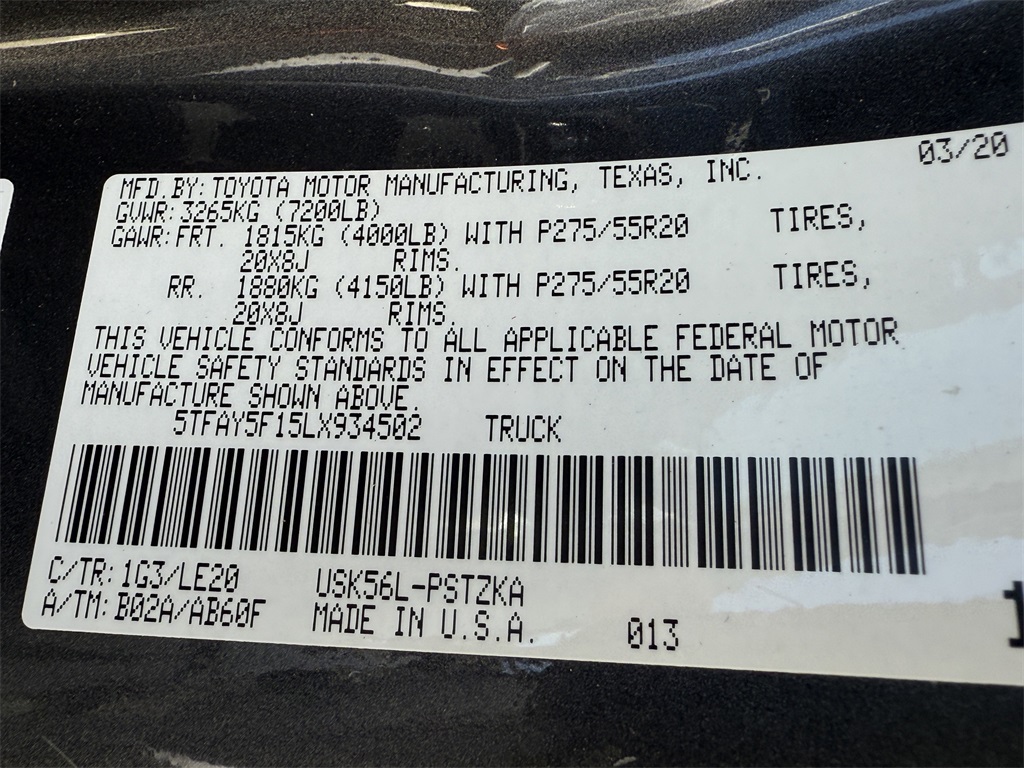 03/20
MFD.BY: TOYOTA MOTOR MANUFACTURING, TEXAS, INC.
GVWR: 3265KG (7200LB)
GAWR: FRT. 1815KG (4000LB) WITH P275/55R20 TIRES,
20X8J RIMS.
RR. 1880KG (4150LB) WITH P275/55R20 TIRES,
20X8J RIMS.
THIS VEHICLE CONFORMS TO ALL APPLICABLE FEDERAL MOTOR
VEHICLE SAFETY STANDARDS IN EFFECT ON THE DATE OF
MANUFACTURE SHOWN ABOVE.
5TFAY5F15LX934502 TRUCK
C/TR: 1G3/LE20 USK56L-PSTZKA
A/TM: B02A/AB60F MADE IN U.S.A. 013